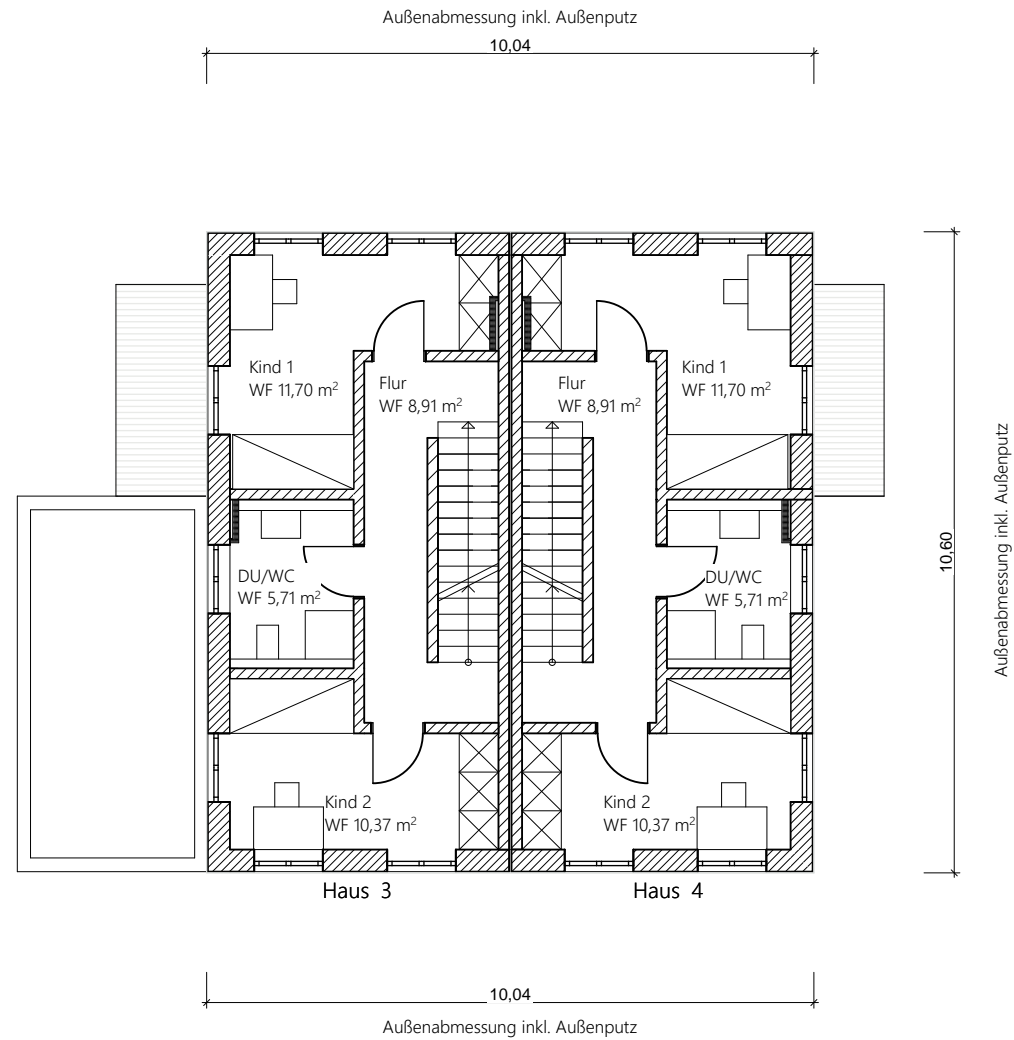 Außenabmessung inkl. Außenputz
10,04
Kind 1
WF 11,70 m²
Flur
WF 8,91 m²
Flur
WF 8,91 m²
Kind 1
WF 11,70 m²
DU/WC
WF 5,71 m²
DU/WC
WF 5,71 m²
10,60
Außenabmessung inkl. Außenputz
Kind 2
WF 10,37 m²
Kind 2
WF 10,37 m²
Haus 3
Haus 4
10,04
Außenabmessung inkl. Außenputz